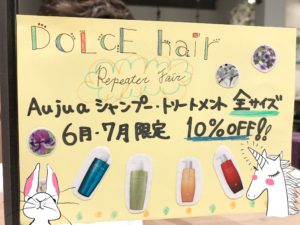 DOLCE hair
Repeater Fair
Aujua シャンプー・トリートメント 全サイズ
6月・7月限定 10%OFF!!